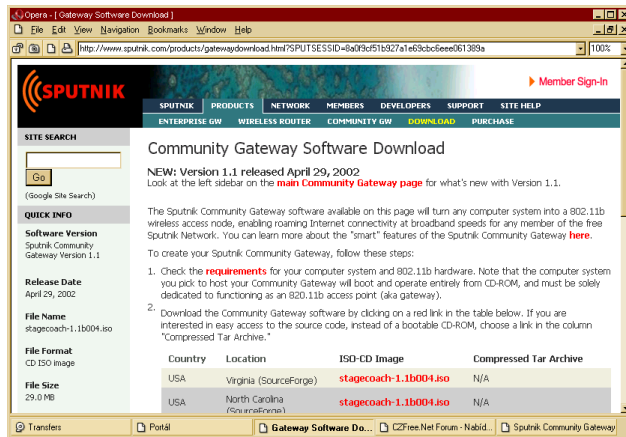 Opera - [ Gateway Software Download ]
File Edit View Navigation Bookmarks Window Help
http://www.sputnik.com/products/gatewaydownload.html?SPUTSESSID=8a0f9cf51b927a1e69cbc6eee061389a 100%
SPUTNIK
Member Sign-In
SPUTNIK PRODUCTS NETWORK MEMBERS DEVELOPERS SUPPORT SITE HELP
ENTERPRISE GW WIRELESS ROUTER COMMUNITY GW DOWNLOAD PURCHASE
SITE SEARCH
Go
(Google Site Search)
QUICK INFO
Software Version
Sputnik Community
Gateway Version 1.1
Release Date
April 29, 2002
File Name
stagecoach-1.1b004.iso
File Format
CD ISO image
File Size
29.0 MB
Community Gateway Software Download
NEW: Version 1.1 released April 29, 2002
Look at the left sidebar on the main Community Gateway page for what's new with Version 1.1.
The Sputnik Community Gateway software available on this page will turn any computer system into a 802.11b
wireless access node, enabling roaming Internet connectivity at broadband speeds for any member of the free
Sputnik Network. You can learn more about the "smart" features of the Sputnik Community Gateway here.
To create your Sputnik Community Gateway, follow these steps:
1. Check the requirements for your computer system and 802.11b hardware. Note that the computer system
you pick to host your Community Gateway will boot and operate entirely from CD-ROM, and must be solely
dedicated to functioning as an 820.11b access point (aka gateway).
2. Download the Community Gateway software by clicking on a red link in the table below. If you are
interested in easy access to the source code, instead of a bootable CD-ROM, choose a link in the column
"Compressed Tar Archive."
Country Location ISO-CD Image Compressed Tar Archive
USA Virginia (SourceForge) stagecoach-1.1b004.iso N/A
USA North Carolina (SourceForge) stagecoach-1.1b004.iso N/A
Transfers Portál Gateway Software Do... CZFree.Net Forum - Nabíd... Sputnik Community Gateway